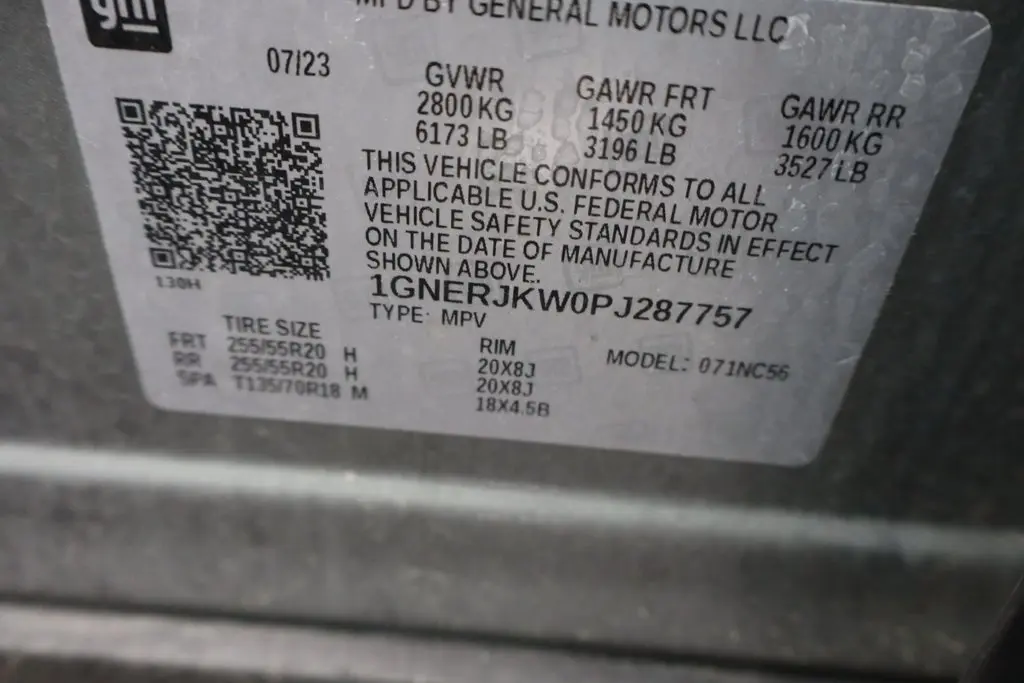 gm
MFD BY GENERAL MOTORS LLC
07/23
GVWR
2800 KG
6173 LB
GAWR FRT
1450 KG
3196 LB
GAWR RR
1600 KG
3527 LB
THIS VEHICLE CONFORMS TO ALL
APPLICABLE U.S. FEDERAL MOTOR
VEHICLE SAFETY STANDARDS IN EFFECT
ON THE DATE OF MANUFACTURE
SHOWN ABOVE.
130H
1GNERJKW0PJ287757
TYPE: MPV
MODEL: 071NC56
TIRE SIZE RIM
FRT 255/55R20 H 20X8J
RR 255/55R20 H 20X8J
SPA T135/70R18 M 18X4.5B